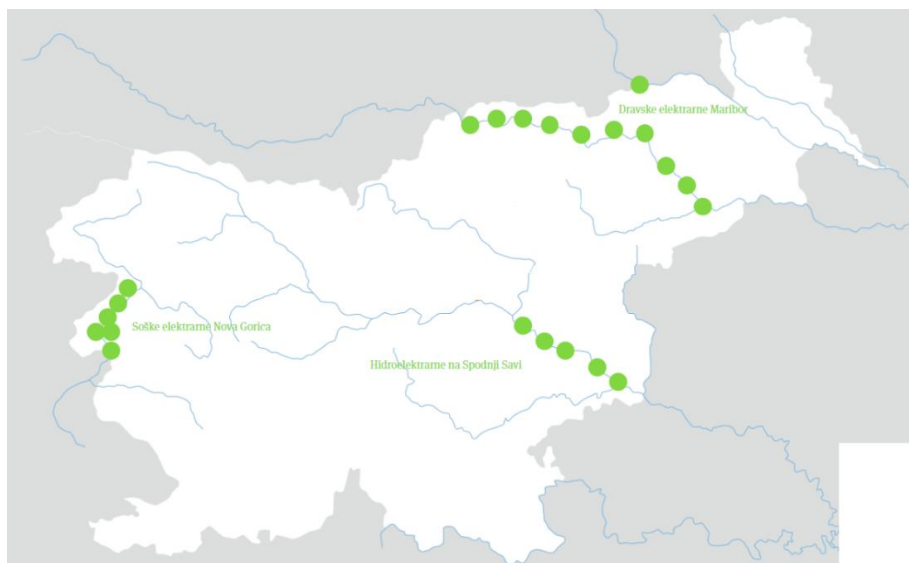 Dravske elektrarne Maribor
Soške elektrarne Nova Gorica
Hidroelektrarne na Spodnji Savi